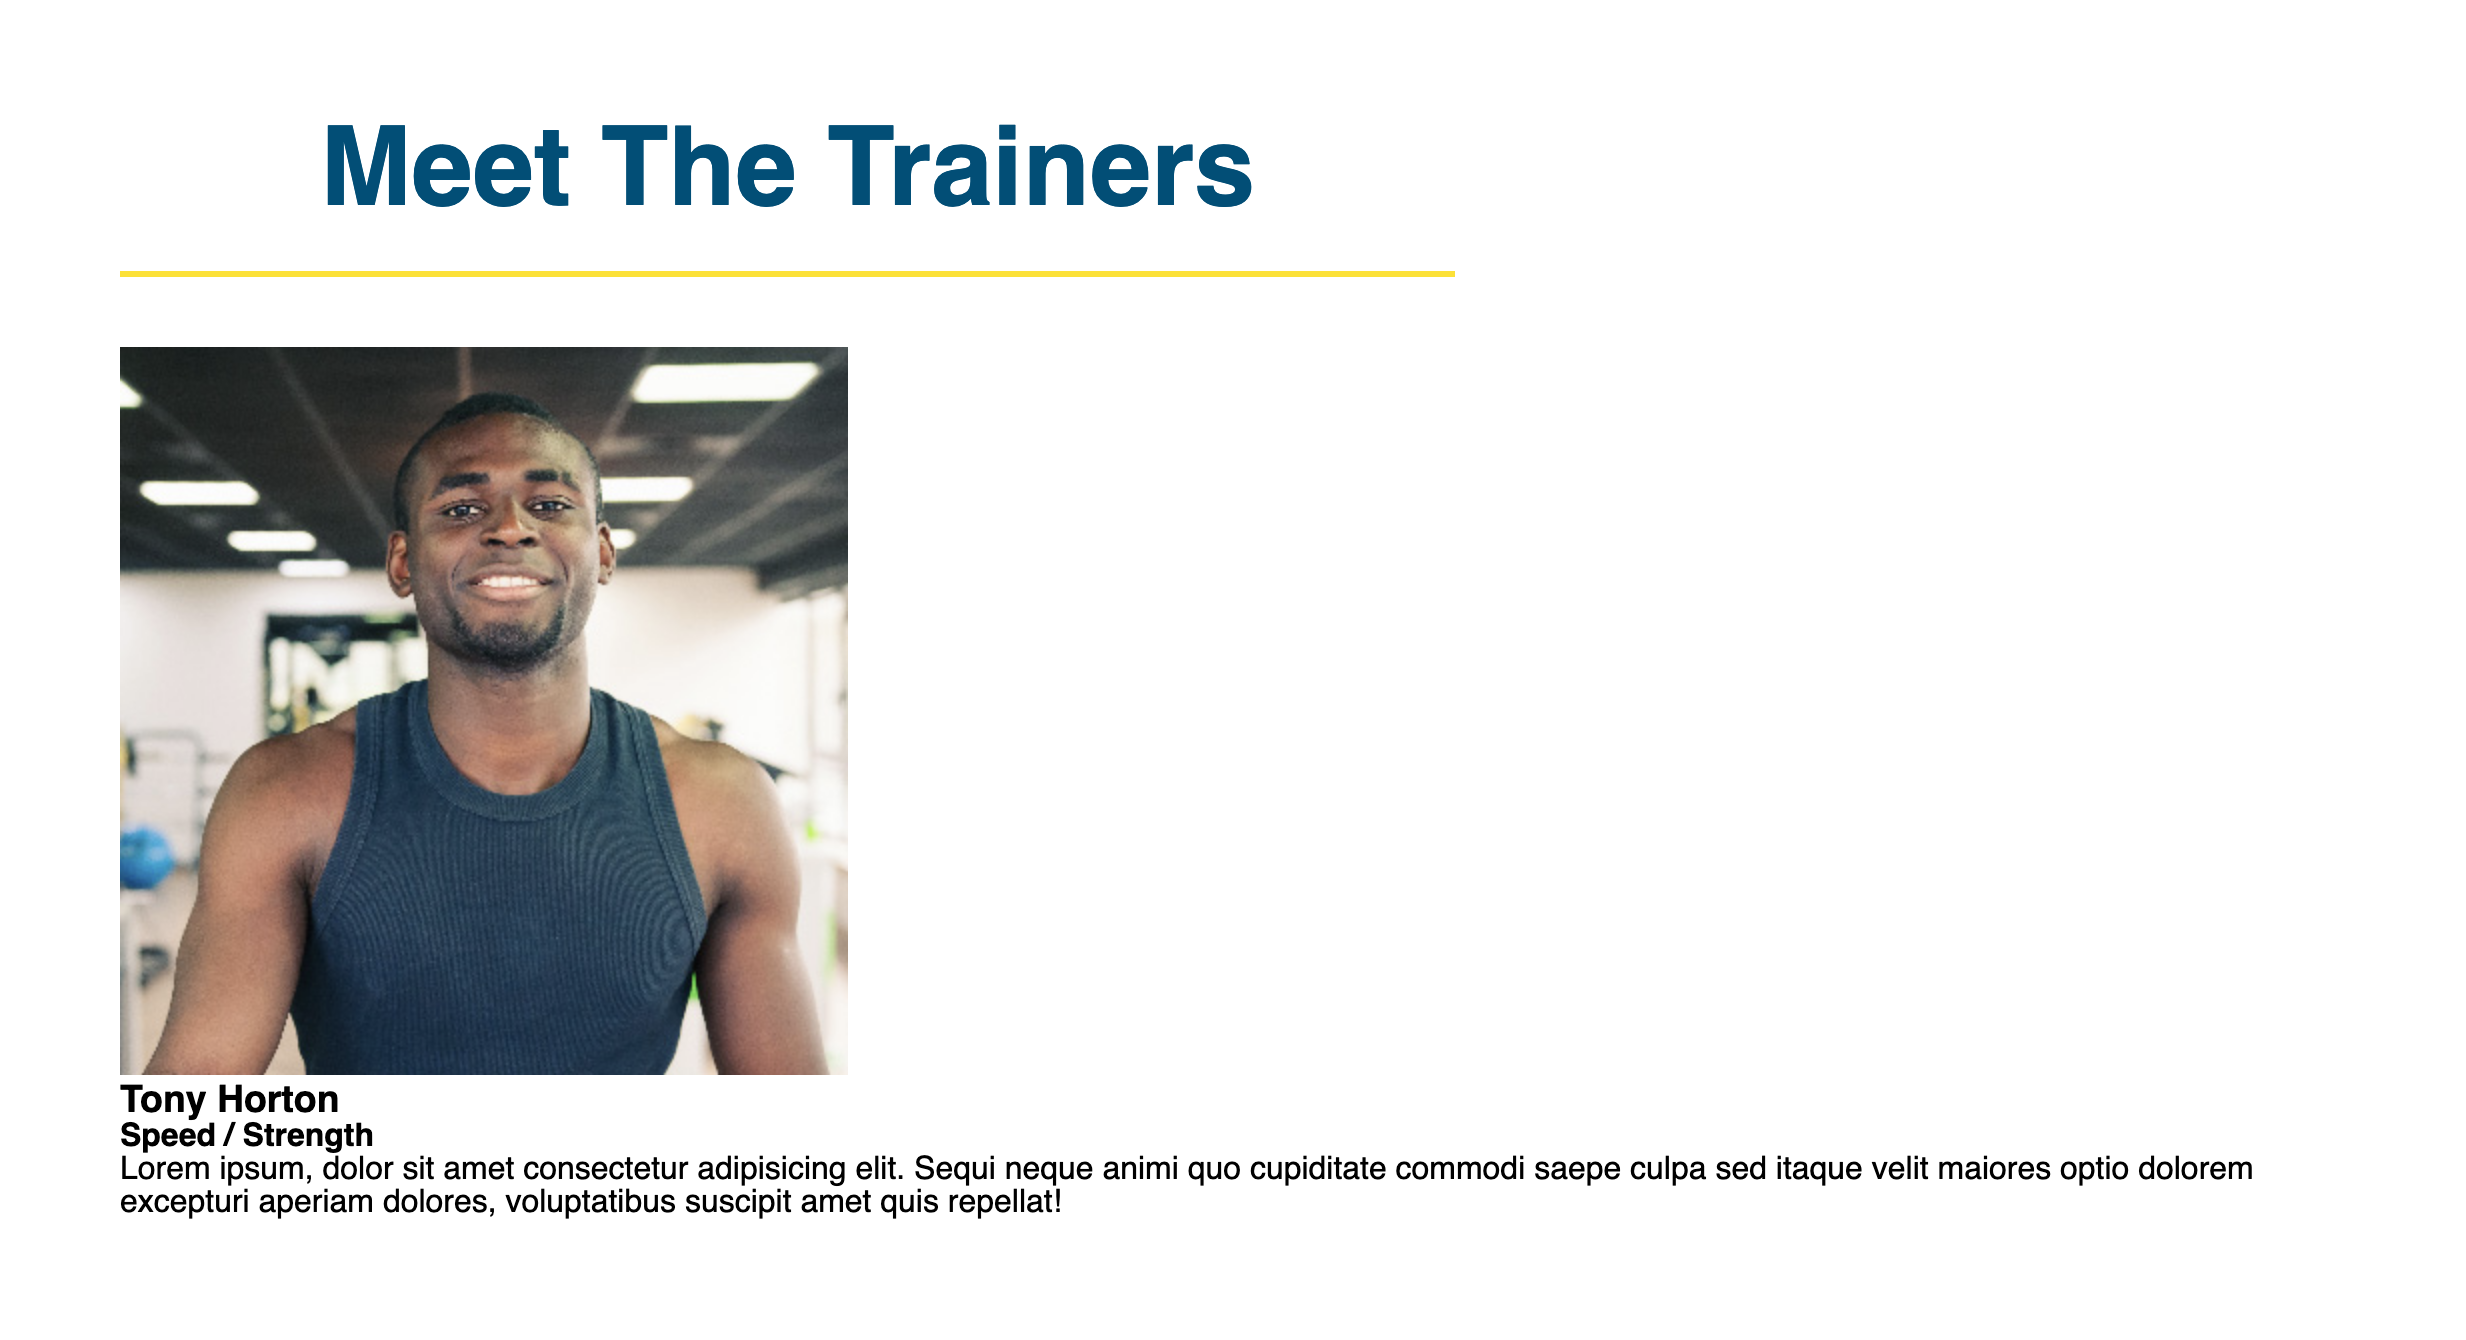 Meet The Trainers
Tony Horton
Speed / Strength
Lorem ipsum, dolor sit amet consectetur adipisicing elit. Sequi neque animi quo cupiditate commodi saepe culpa sed itaque velit maiores optio dolorem
excepturi aperiam dolores, voluptatibus suscipit amet quis repellat!